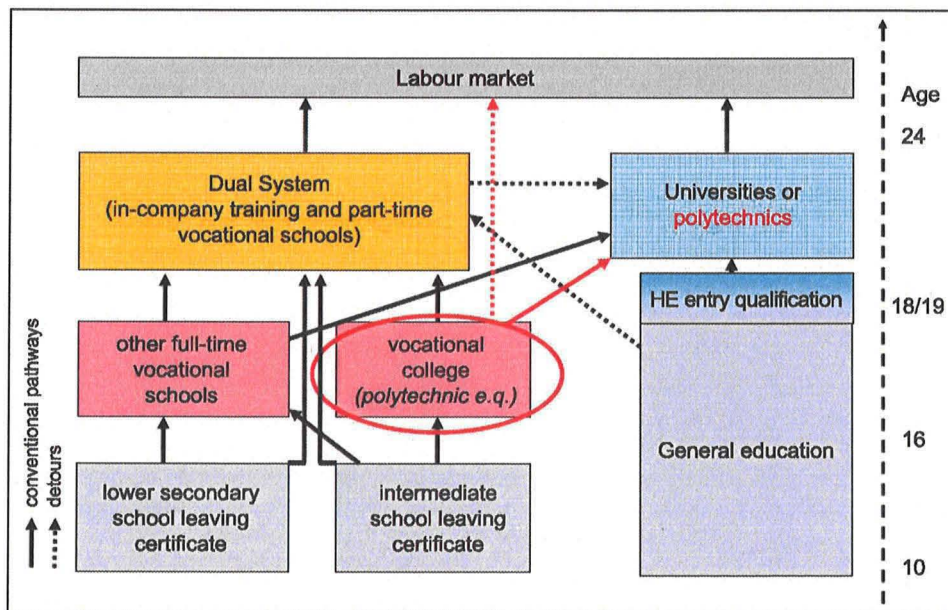 Labour market
Age
24
Dual System
(in-company training and part-time
vocational schools)
Universities or
polytechnics
HE entry qualification
18/19
other full-time
vocational
schools
vocational
college
(polytechnic e.q.)
General education
16
lower secondary
school leaving
certificate
intermediate
school leaving
certificate
10
conventional pathways
detours